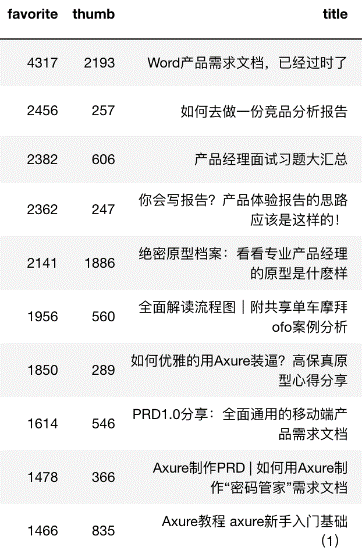 favorite thumb title
4317 2193 Word产品需求文档，已经过时了
2456 257 如何去做一份竞品分析报告
2382 606 产品经理面试习题大汇总
2362 247 你会写报告？产品体验报告的思路
应该是这样的！
2141 1886 绝密原型档案：看看专业产品经理
的原型是什麽样
1956 560 全面解读流程图｜附共享单车摩拜
ofo案例分析
1850 289 如何优雅的用Axure装逼？高保真原
型心得分享
1614 546 PRD1.0分享：全面通用的移动端产
品需求文档
1478 366 Axure制作PRD | 如何用Axure制
作“密码管家”需求文档
1466 835 Axure教程 axure新手入门基础
（1）